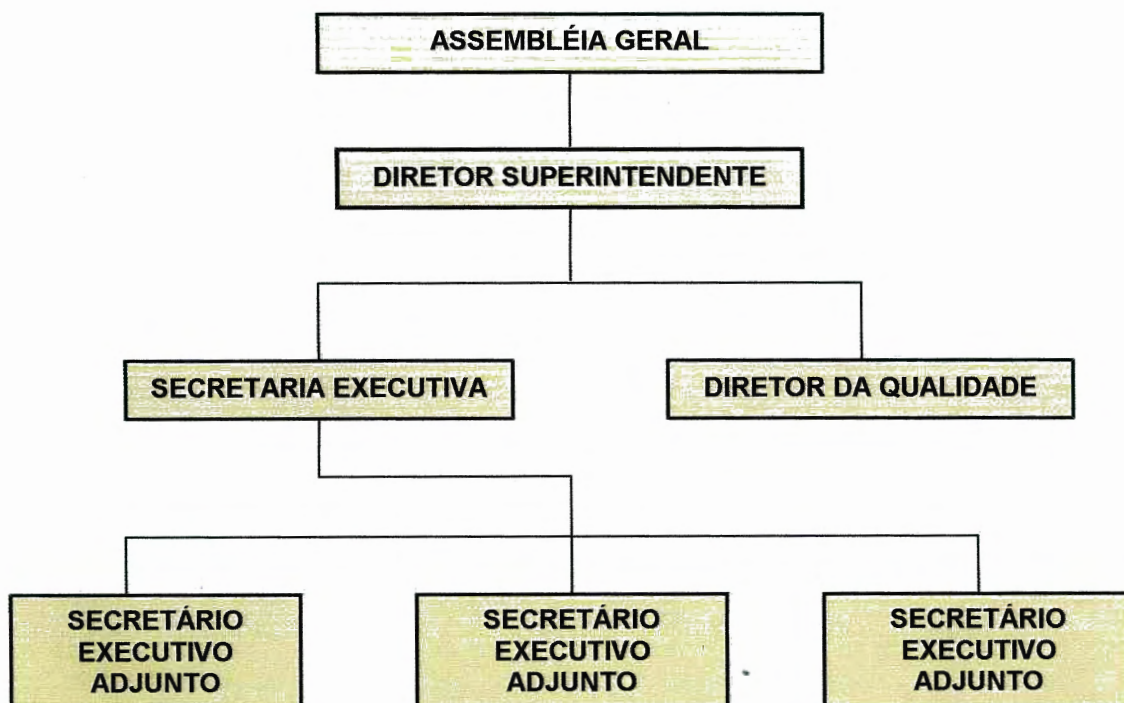 ASSEMBLÉIA GERAL
DIRETOR SUPERINTENDENTE
SECRETARIA EXECUTIVA
DIRETOR DA QUALIDADE
SECRETÁRIO
EXECUTIVO
ADJUNTO
SECRETÁRIO
EXECUTIVO
ADJUNTO
SECRETÁRIO
EXECUTIVO
ADJUNTO